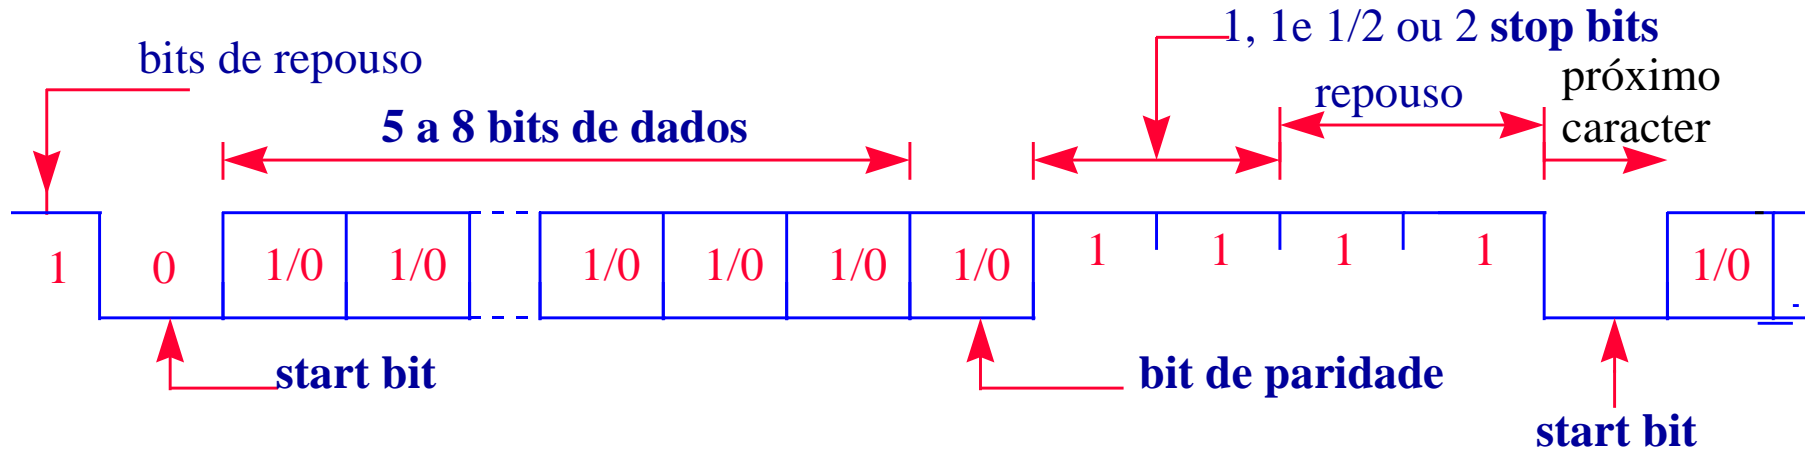 1, 1e 1/2 ou 2 stop bits
bits de repouso
próximo
repouso
caracter
5 a 8 bits de dados
1 0 1/0 1/0 1/0 1/0 1/0 1/0 1 1 1 1 1/0
start bit
bit de paridade
start bit